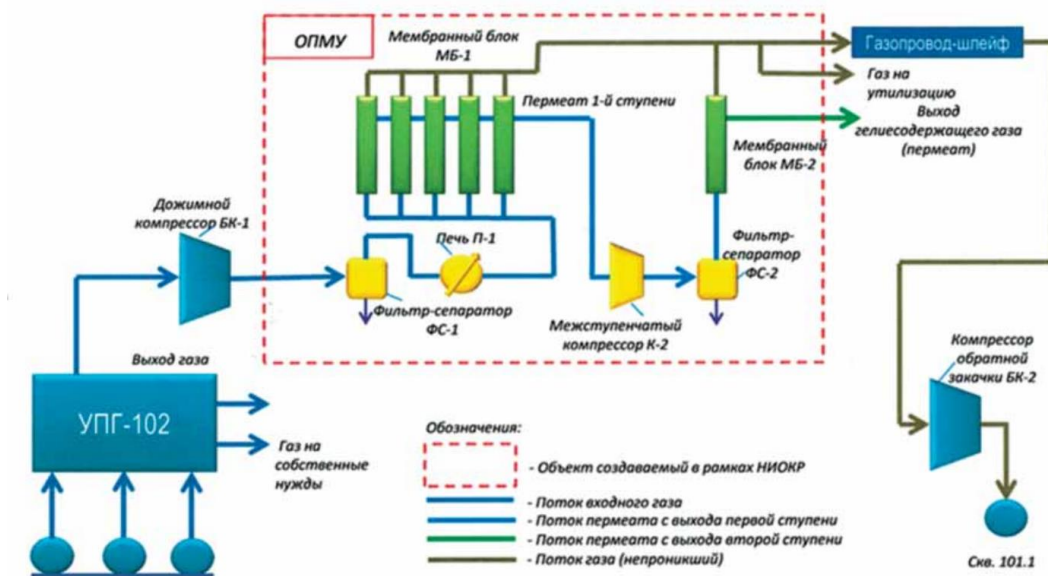 ОПМУ
Мембранный блок
МБ-1
Газопровод-шлейф
Пермеат 1-й ступени
Газ на
утилизацию
Выход
гелиесодержащего газа
(пермеат)
Мембранный
блок МБ-2
Дожимной
компрессор БК-1
Печь П-1
Фильтр-
сепаратор
ФС-2
Фильтр-сепаратор
ФС-1
Межступенчатый
компрессор К-2
Компрессор
обратной
закачки БК-2
Выход газа
УПГ-102
Газ на
собственные
нужды
Обозначения:
- Объект создаваемый в рамках НИОКР
- Поток входного газа
- Поток пермеата с выхода первой ступени
- Поток пермеата с выхода второй ступени
- Поток газа (непроникший)
Скв. 101.1